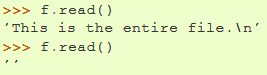 >>> f.read()
'This is the entire file.\n'
>>> f.read()
''